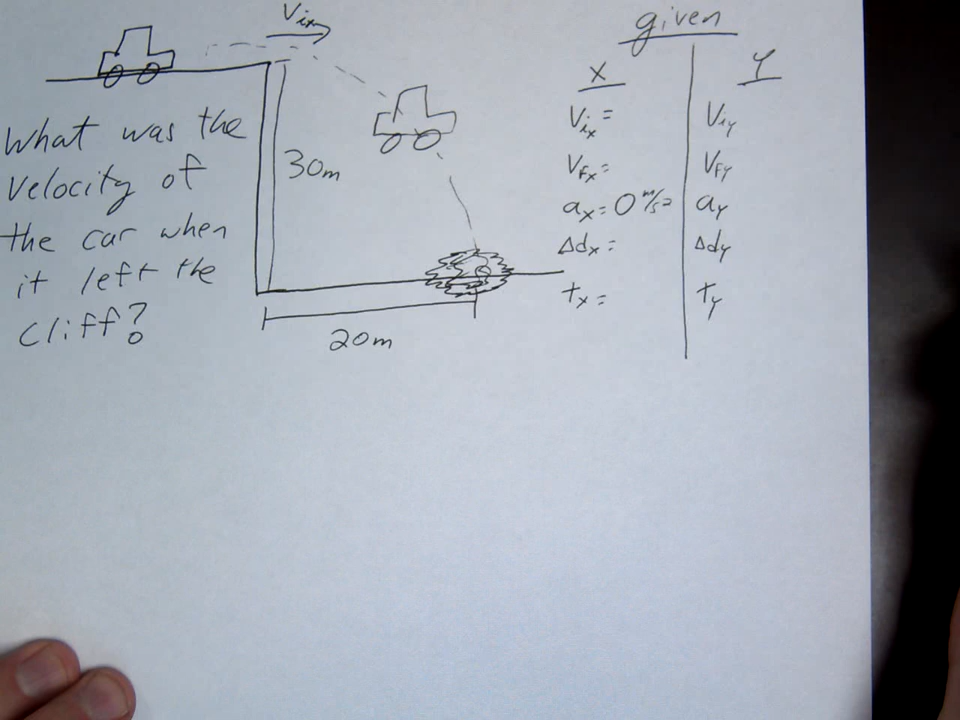 Vix
given
What was the
velocity of
the car when
it left the
cliff?
30m
20m
x
Vix =
Vfx =
ax = 0 m/s²
Δdx =
tx =
y
Viy
Vfy
ay
Δdy
ty